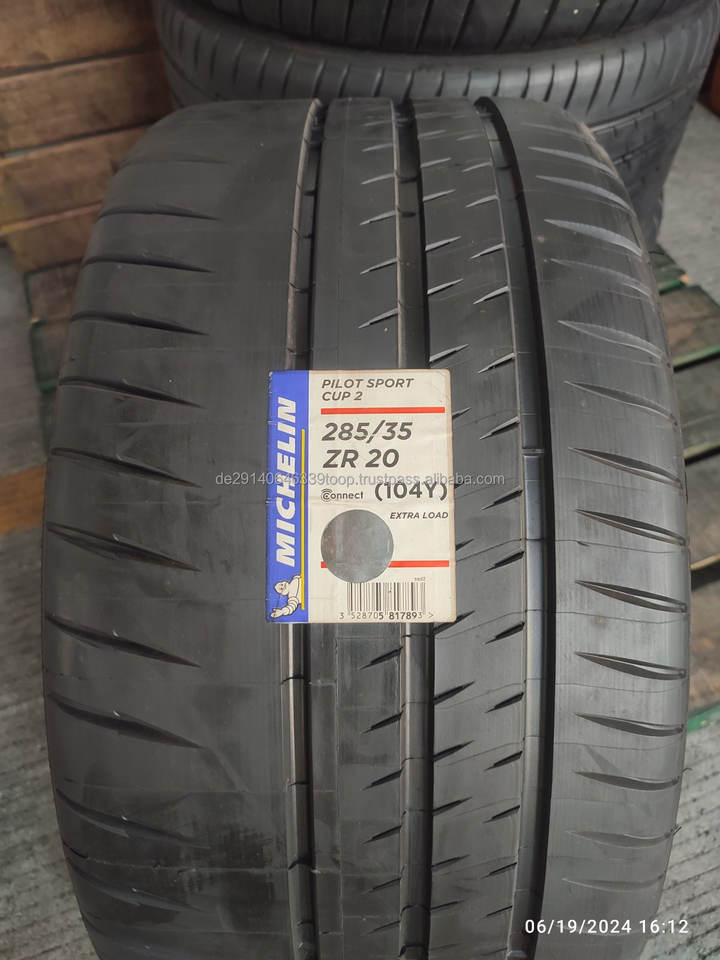 PILOT SPORT
CUP 2
MICHELIN
285/35
ZR 20
de29140646339toop.trustpass.alibaba.com
Connect (104Y)
EXTRA LOAD
3 528705 817893 >
06/19/2024 16:12